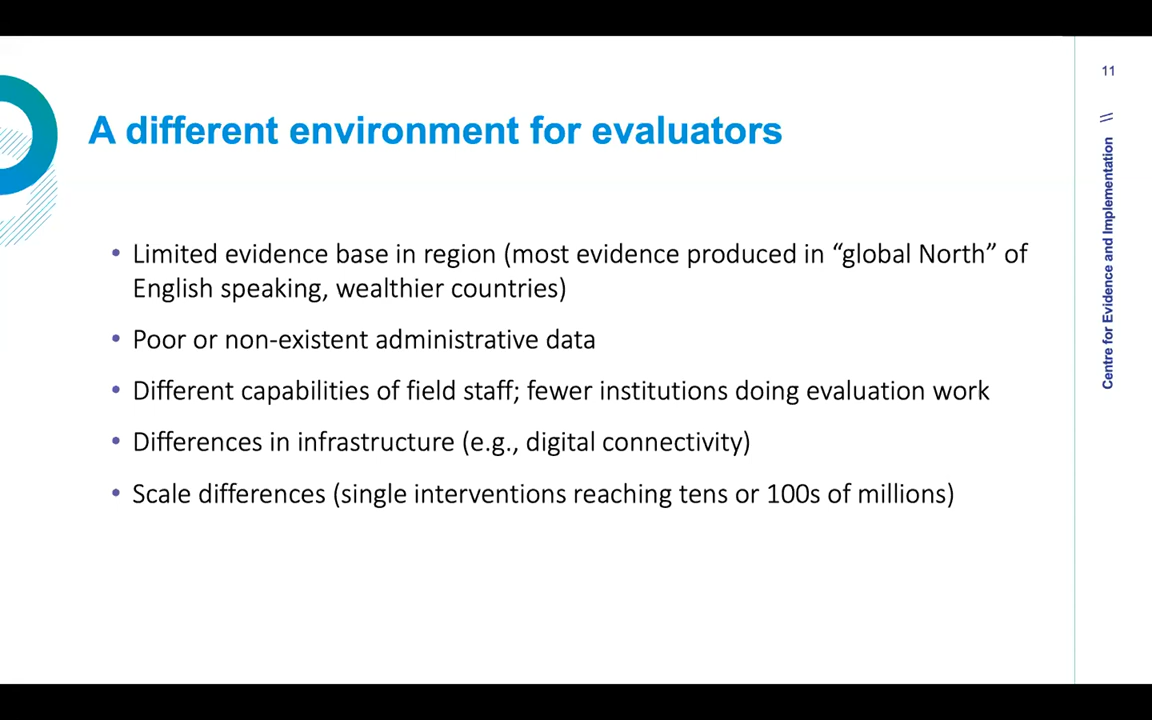 A different environment for evaluators
• Limited evidence base in region (most evidence produced in “global North” of
English speaking, wealthier countries)
• Poor or non-existent administrative data
• Different capabilities of field staff; fewer institutions doing evaluation work
• Differences in infrastructure (e.g., digital connectivity)
• Scale differences (single interventions reaching tens or 100s of millions)
11
Centre for Evidence and Implementation \\